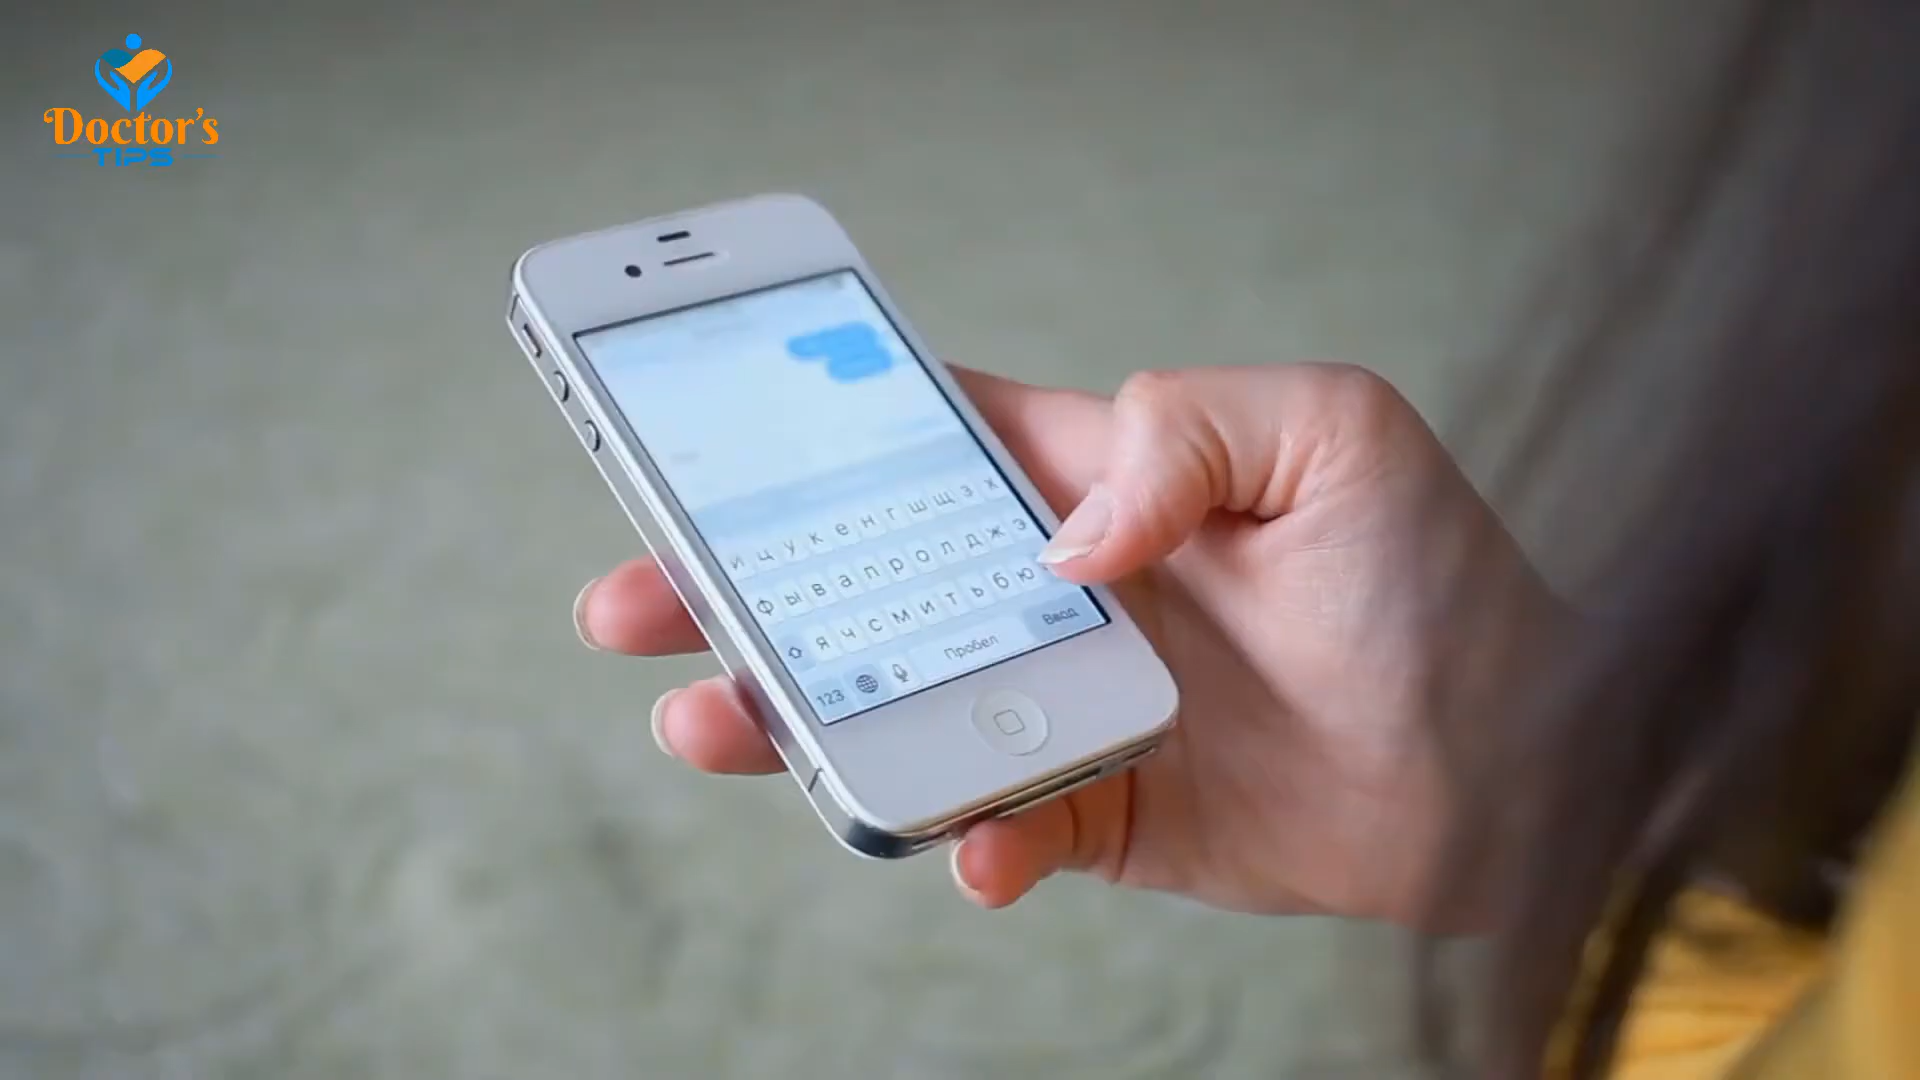 Doctor's
TIPS
й ц у к е н г ш щ з х
ф ы в а п р о л д ж э
я ч с м и т ь б ю
123 Пробел Ввод